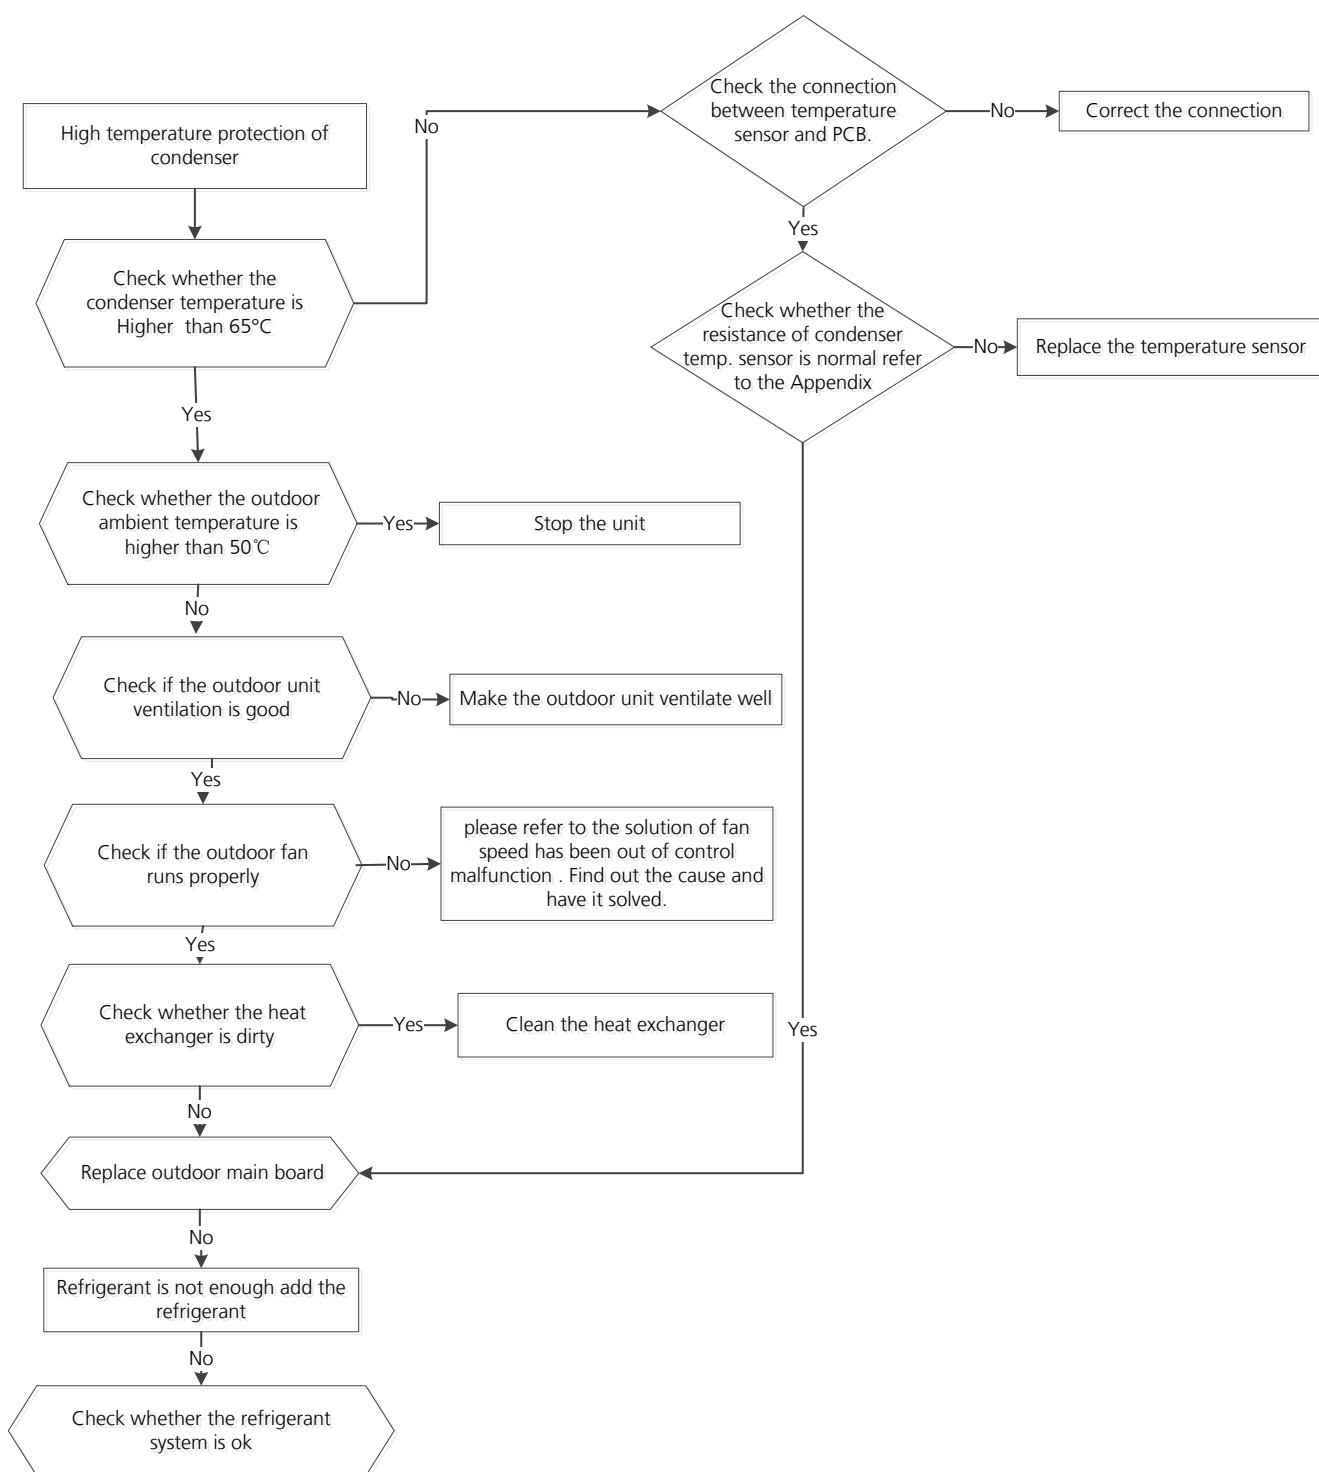 High temperature protection of
condenser
Check whether the
condenser temperature is
Higher than 65°C
No
Check the connection
between temperature
sensor and PCB.
No
Correct the connection
Yes
Check whether the
resistance of condenser
temp. sensor is normal refer
to the Appendix
No
Replace the temperature sensor
Yes
Yes
Check whether the outdoor
ambient temperature is
higher than 50℃
Yes
Stop the unit
No
Check if the outdoor unit
ventilation is good
No
Make the outdoor unit ventilate well
Yes
Check if the outdoor fan
runs properly
No
please refer to the solution of fan
speed has been out of control
malfunction . Find out the cause and
have it solved.
Yes
Check whether the heat
exchanger is dirty
Yes
Clean the heat exchanger
No
Replace outdoor main board
No
Refrigerant is not enough add the
refrigerant
No
Check whether the refrigerant
system is ok